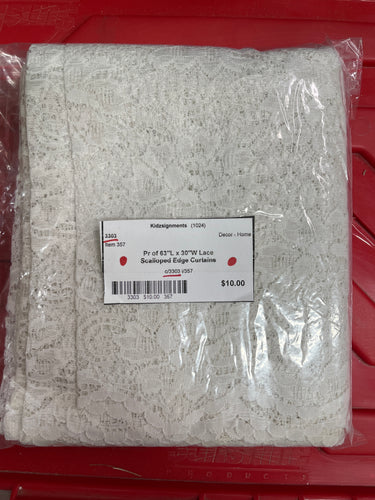 Kidzsignments (1024)
3303
Item 357
Decor - Home
Pr of 63"L x 30"W Lace
Scalloped Edge Curtains
c/3303 i/357
$10.00
3303 $10.00 357